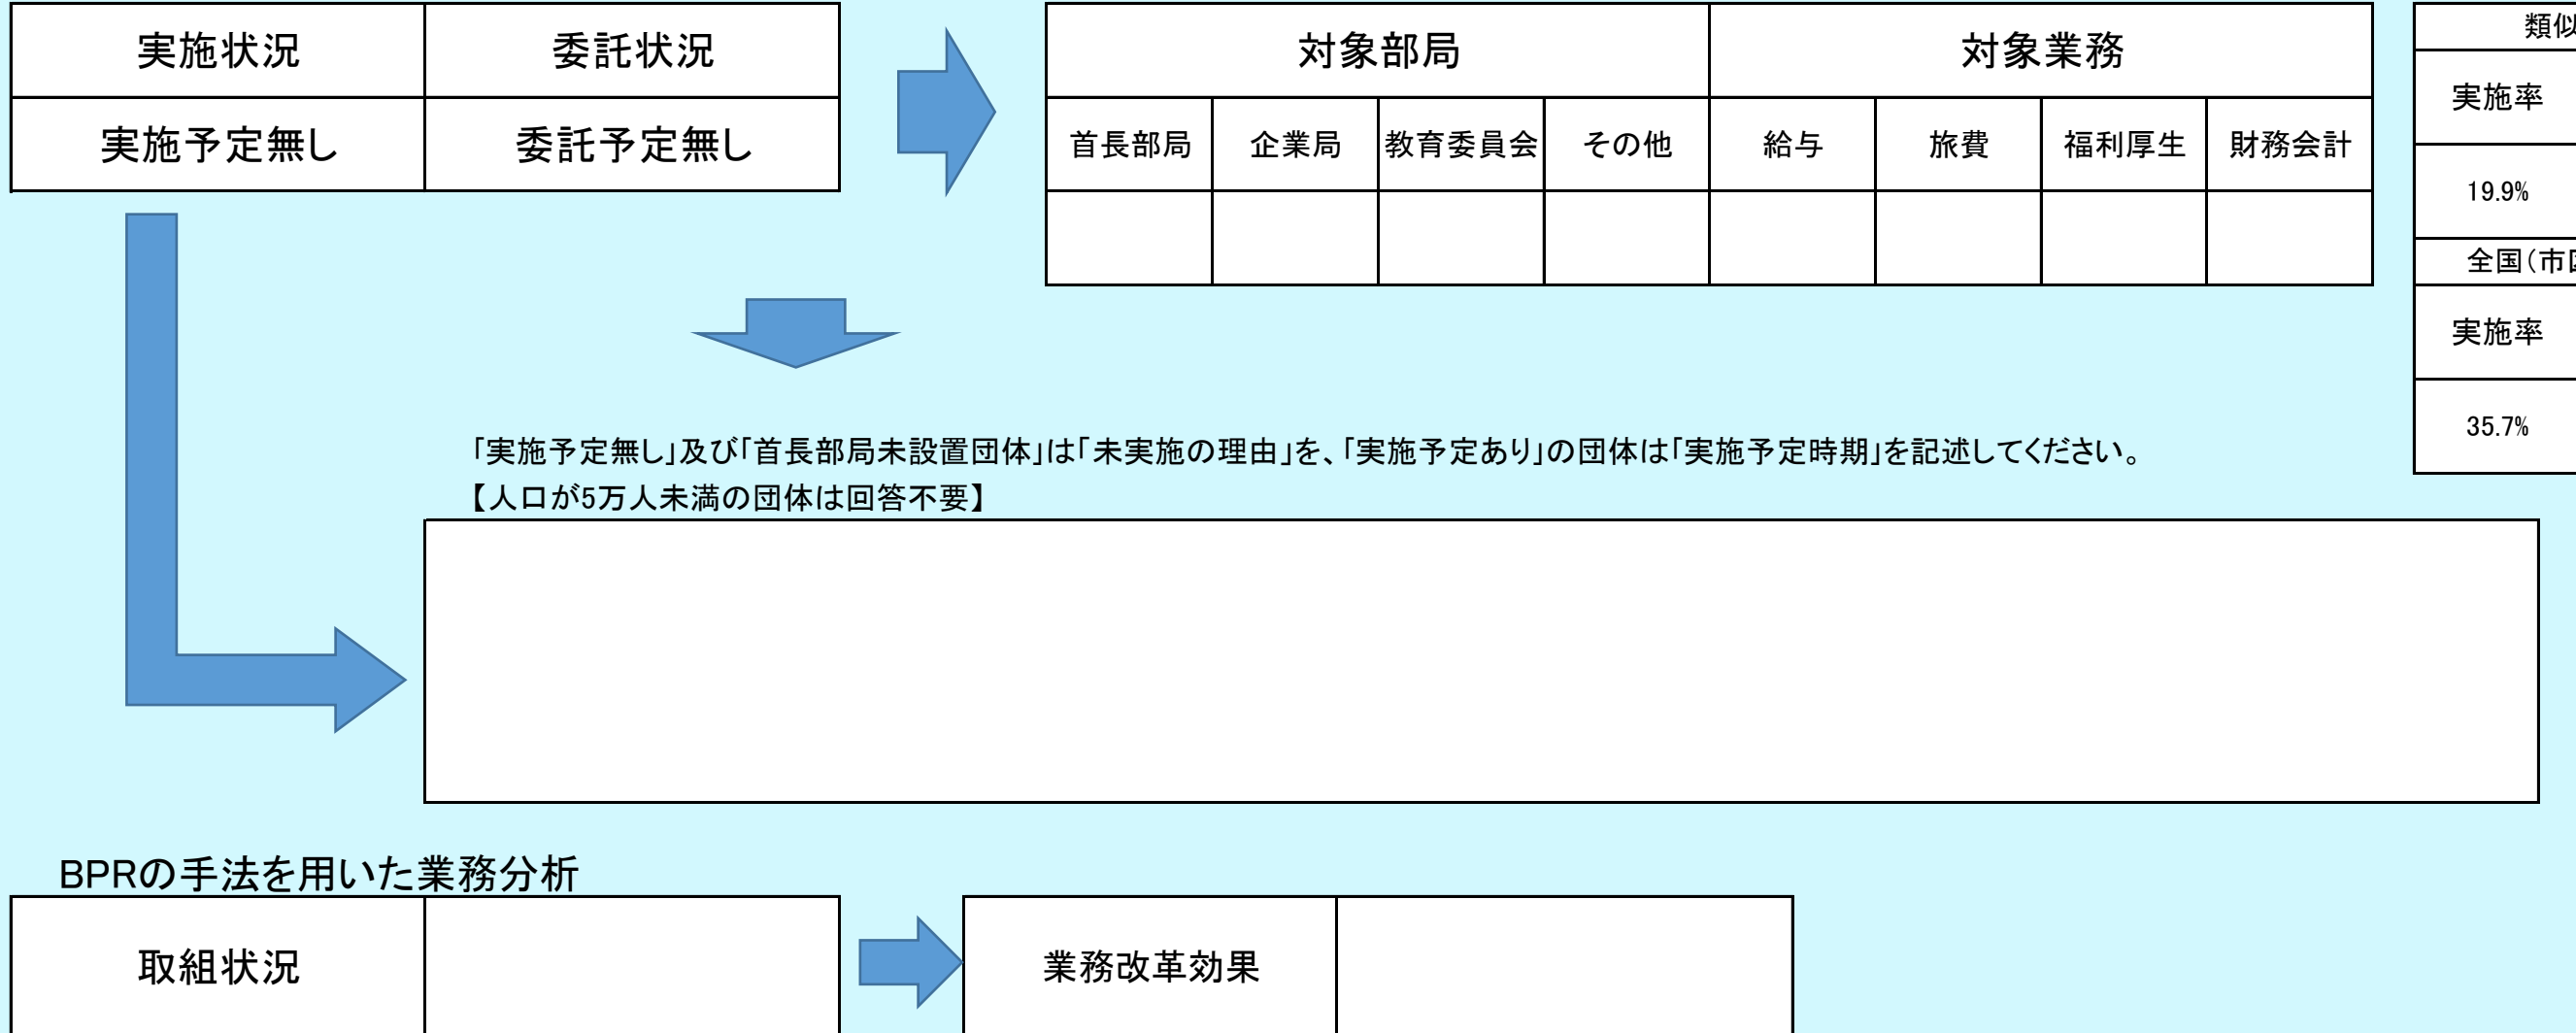 実施状況 委託状況
実施予定無し 委託予定無し
対象部局 対象業務
首長部局 企業局 教育委員会 その他 給与 旅費 福利厚生 財務会計
類似
実施率
19.9%
全国(市区
実施率
35.7%
「実施予定無し」及び「首長部局未設置団体」は「未実施の理由」を、「実施予定あり」の団体は「実施予定時期」を記述してください。
【人口が5万人未満の団体は回答不要】
BPRの手法を用いた業務分析
取組状況
業務改革効果